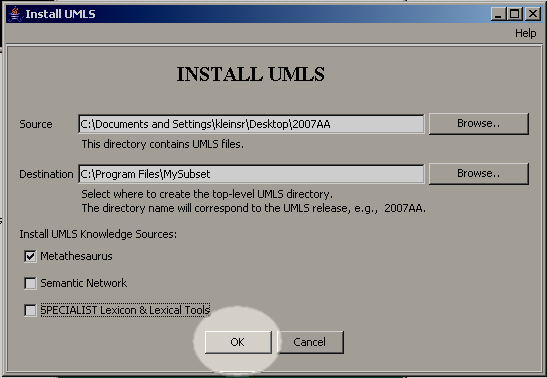 Install UMLS
Help
INSTALL UMLS
Source C:\Documents and Settings\kleinsr\Desktop\2007AA Browse..
This directory contains UMLS files.
Destination C:\Program Files\MySubset Browse..
Select where to create the top-level UMLS directory.
The directory name will correspond to the UMLS release, e.g., 2007AA.
Install UMLS Knowledge Sources:
Metathesaurus
Semantic Network
SPECIALIST Lexicon & Lexical Tools
OK Cancel